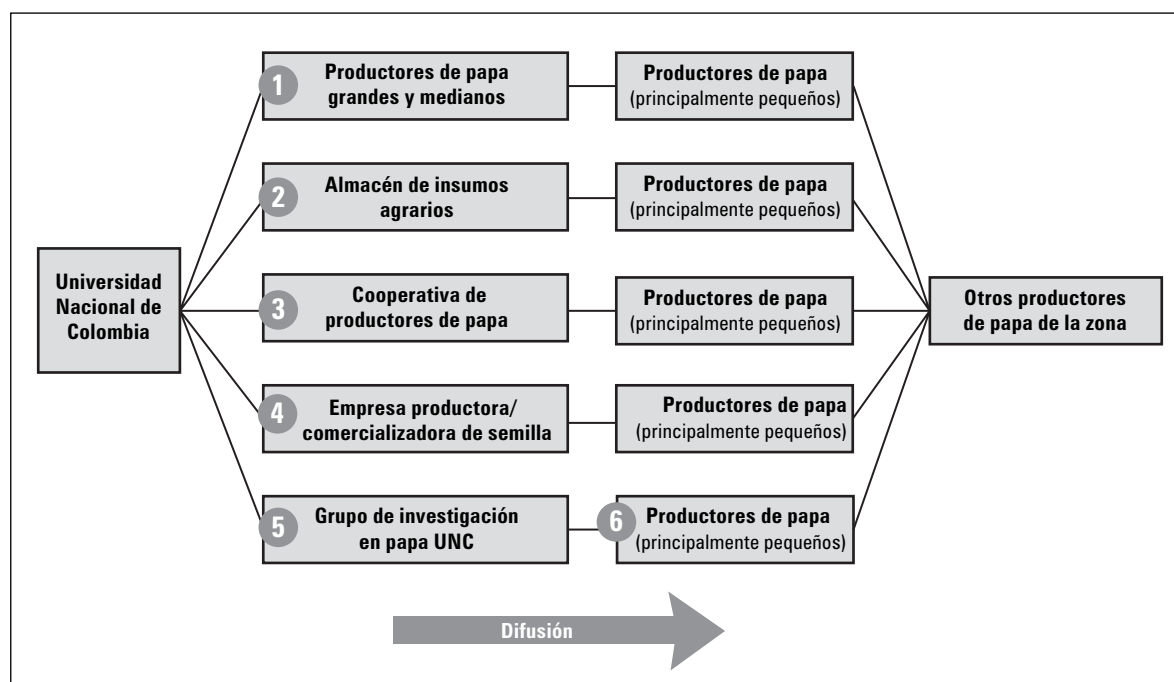 Universidad
Nacional de
Colombia
1
Productores de papa
grandes y medianos
Productores de papa
(principalmente pequeños)
2
Almacén de insumos
agrarios
Productores de papa
(principalmente pequeños)
3
Cooperativa de
productores de papa
Productores de papa
(principalmente pequeños)
4
Empresa productora/
comercializadora de semilla
Productores de papa
(principalmente pequeños)
5
Grupo de investigación
en papa UNC
6
Productores de papa
(principalmente pequeños)
Otros productores
de papa de la zona
Difusión